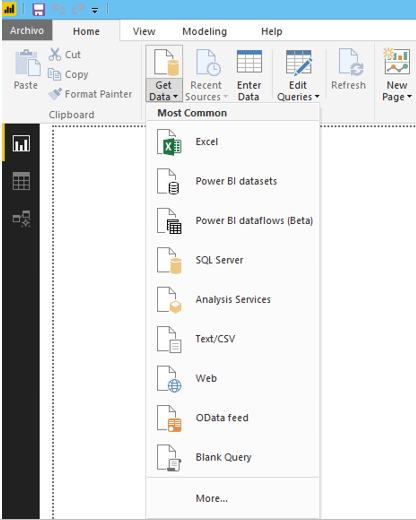 Archivo Home View Modeling Help
Paste
Cut
Copy
Format Painter
Clipboard
Get Data
Recent Sources
Enter Data
Edit Queries
Refresh
New Page
Most Common
Excel
Power BI datasets
Power BI dataflows (Beta)
SQL Server
Analysis Services
Text/CSV
Web
OData feed
Blank Query
More...